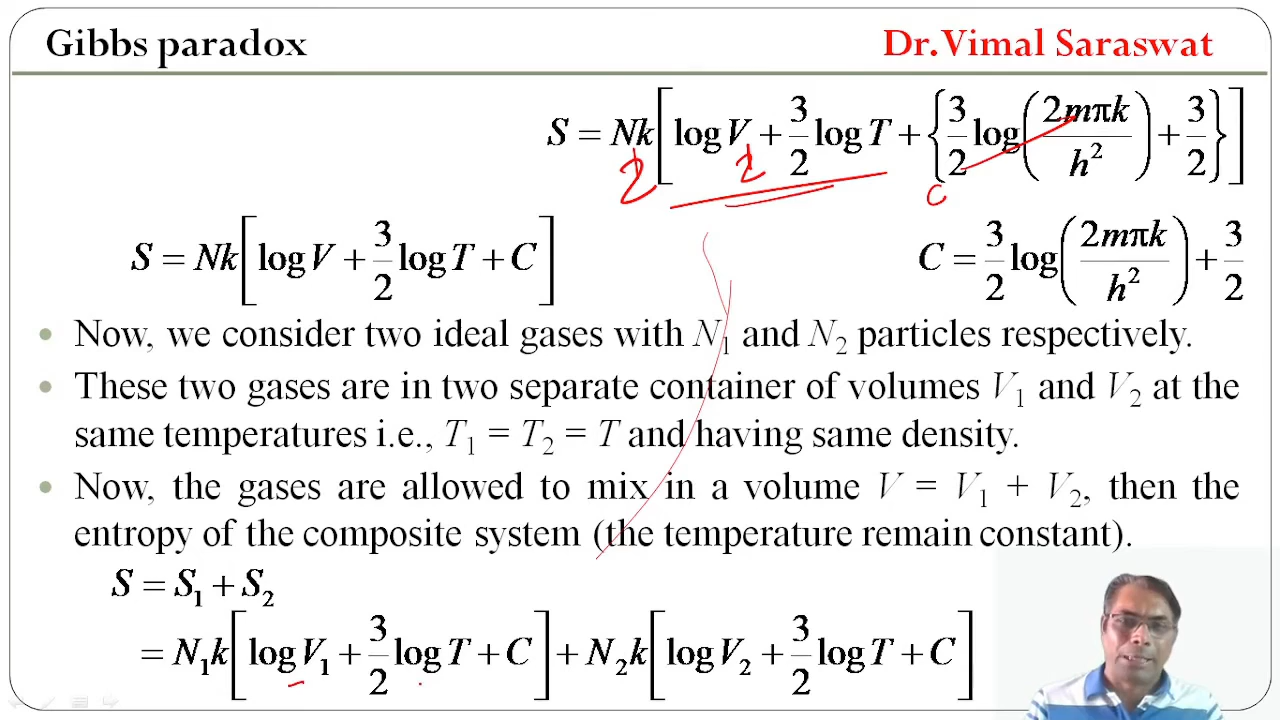 Gibbs paradox Dr.Vimal Saraswat
S = Nk[log V + 3/2 log T + {3/2 log(2mπk/h²) + 3/2}]
2 2 C
S = Nk[log V + 3/2 log T + C] C = 3/2 log(2mπk/h²) + 3/2
• Now, we consider two ideal gases with N₁ and N₂ particles respectively.
• These two gases are in two separate container of volumes V₁ and V₂ at the
same temperatures i.e., T₁ = T₂ = T and having same density.
• Now, the gases are allowed to mix in a volume V = V₁ + V₂, then the
entropy of the composite system (the temperature remain constant).
S = S₁ + S₂
= N₁k[log V₁ + 3/2 log T + C] + N₂k[log V₂ + 3/2 log T + C]